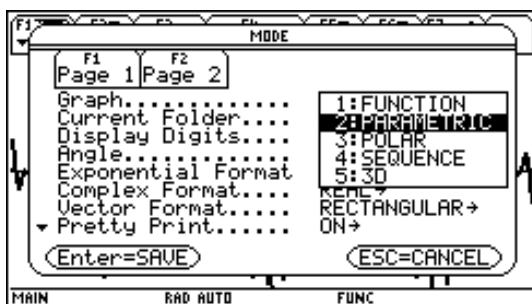 MODE
F1 F2
Page 1 Page 2
Graph.............
Current Folder....
Display Digits....
Angle.............
Exponential Format
Complex Format.... REAL→
Vector Format..... RECTANGULAR→
Pretty Print...... ON→
1:FUNCTION
2:PARAMETRIC
3:POLAR
4:SEQUENCE
5:3D
Enter=SAVE ESC=CANCEL
MAIN RAD AUTO FUNC